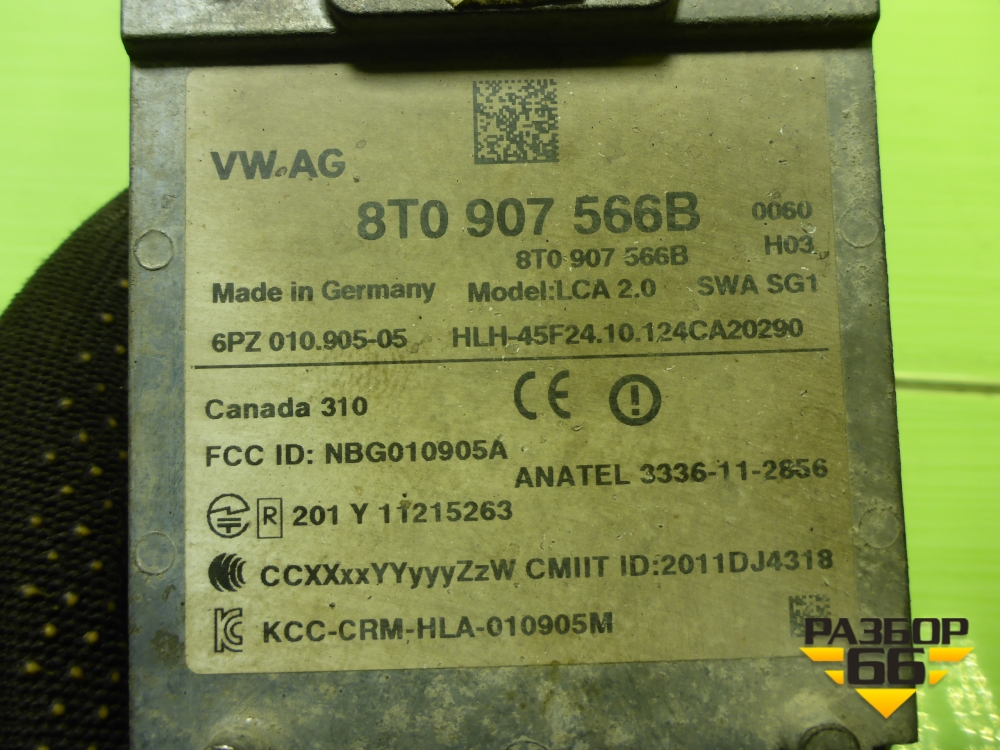 VW.AG
8T0 907 566B 0060
8T0 907 566B H03
Made in Germany Model:LCA 2.0 SWA SG1
6PZ 010.905-05 HLH-45F24.10.124CA20290
Canada 310 CE
FCC ID: NBG010905A
ANATEL 3336-11-2856
R 201 Y 11215263
CCXXxxYYyyyZzW CMIIT ID:2011DJ4318
KCC-CRM-HLA-010905M
РАЗБОР
66